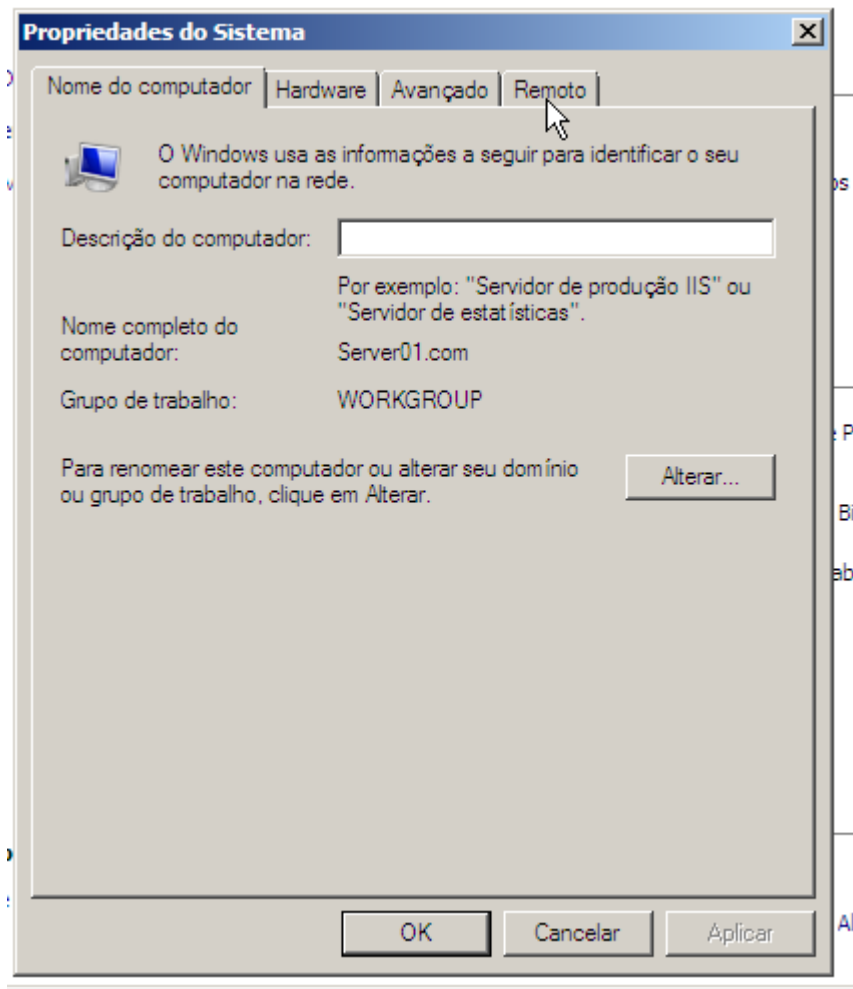 Propriedades do Sistema
Nome do computador Hardware Avançado Remoto
O Windows usa as informações a seguir para identificar o seu
computador na rede.
Descrição do computador:
Por exemplo: "Servidor de produção IIS" ou
"Servidor de estatísticas".
Nome completo do
computador:
Server01.com
Grupo de trabalho:
WORKGROUP
Para renomear este computador ou alterar seu domínio
ou grupo de trabalho, clique em Alterar.
Alterar...
OK Cancelar Aplicar